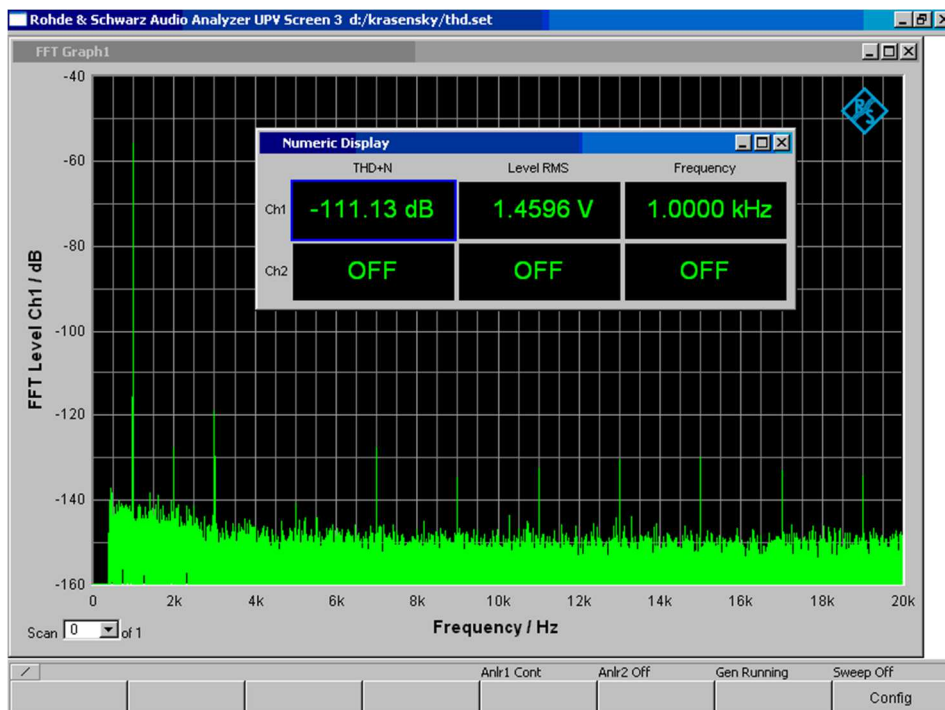 Rohde & Schwarz Audio Analyzer UPV Screen 3 d:/krasensky/thd.set
FFT Graph1
-40
-60
-80
-100
-120
-140
-160
FFT Level Ch1 / dB
R&S
Numeric Display
THD+N Level RMS Frequency
Ch1 -111.13 dB 1.4596 V 1.0000 kHz
Ch2 OFF OFF OFF
0 2k 4k 6k 8k 10k 12k 14k 16k 18k 20k
Frequency / Hz
Scan 0 of 1
Anlr1 Cont Anlr2 Off Gen Running Sweep Off
Config